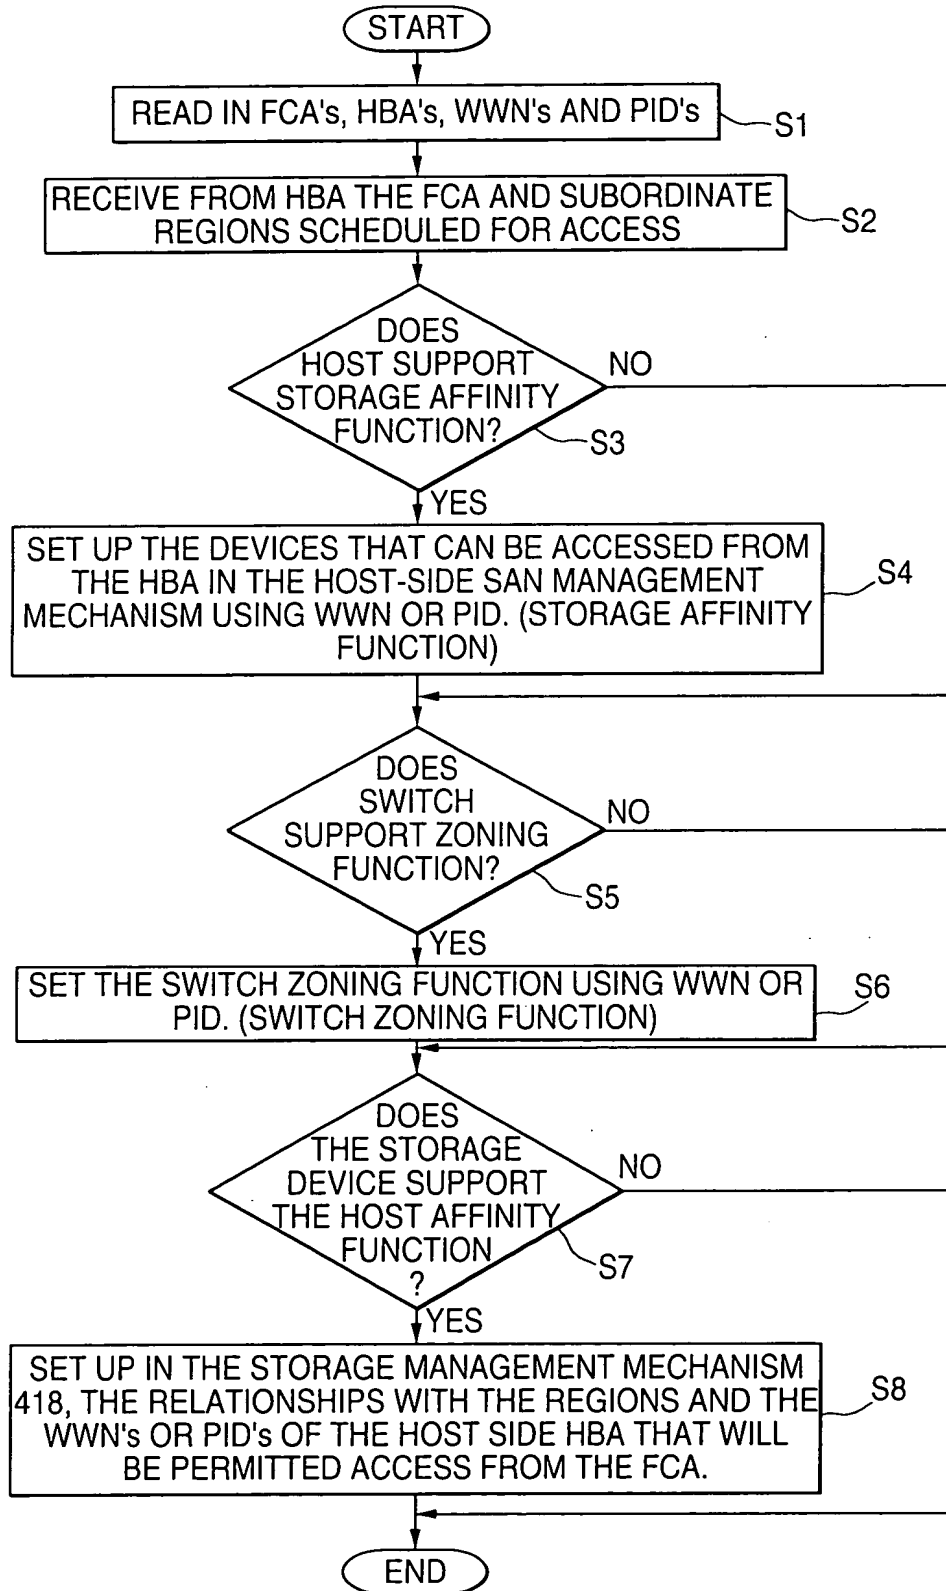 START
READ IN FCA's, HBA's, WWN's AND PID's
S1
RECEIVE FROM HBA THE FCA AND SUBORDINATE
REGIONS SCHEDULED FOR ACCESS
S2
DOES
HOST SUPPORT
STORAGE AFFINITY
FUNCTION?
NO
S3
YES
SET UP THE DEVICES THAT CAN BE ACCESSED FROM
THE HBA IN THE HOST-SIDE SAN MANAGEMENT
MECHANISM USING WWN OR PID. (STORAGE AFFINITY
FUNCTION)
S4
DOES
SWITCH
SUPPORT ZONING
FUNCTION?
NO
S5
YES
SET THE SWITCH ZONING FUNCTION USING WWN OR
PID. (SWITCH ZONING FUNCTION)
S6
DOES
THE STORAGE
DEVICE SUPPORT
THE HOST AFFINITY
FUNCTION
?
NO
S7
YES
SET UP IN THE STORAGE MANAGEMENT MECHANISM
418, THE RELATIONSHIPS WITH THE REGIONS AND THE
WWN's OR PID's OF THE HOST SIDE HBA THAT WILL
BE PERMITTED ACCESS FROM THE FCA.
S8
END